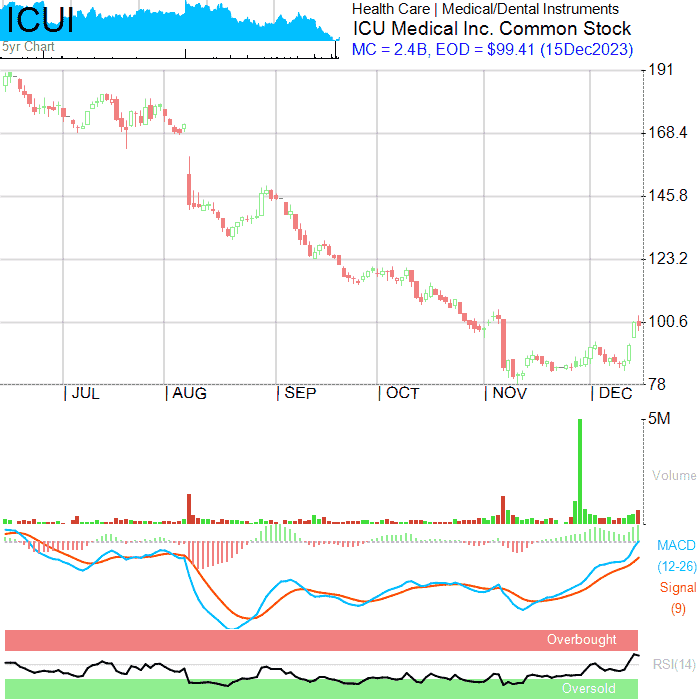 ICUI
5yr Chart
Health Care | Medical/Dental Instruments
ICU Medical Inc. Common Stock
MC = 2.4B, EOD = $99.41 (15Dec2023)
191
168.4
145.8
123.2
100.6
78
JUL
AUG
SEP
OCT
NOV
DEC
5M
Volume
MACD
(12-26)
Signal
(9)
Overbought
RSI(14)
Oversold